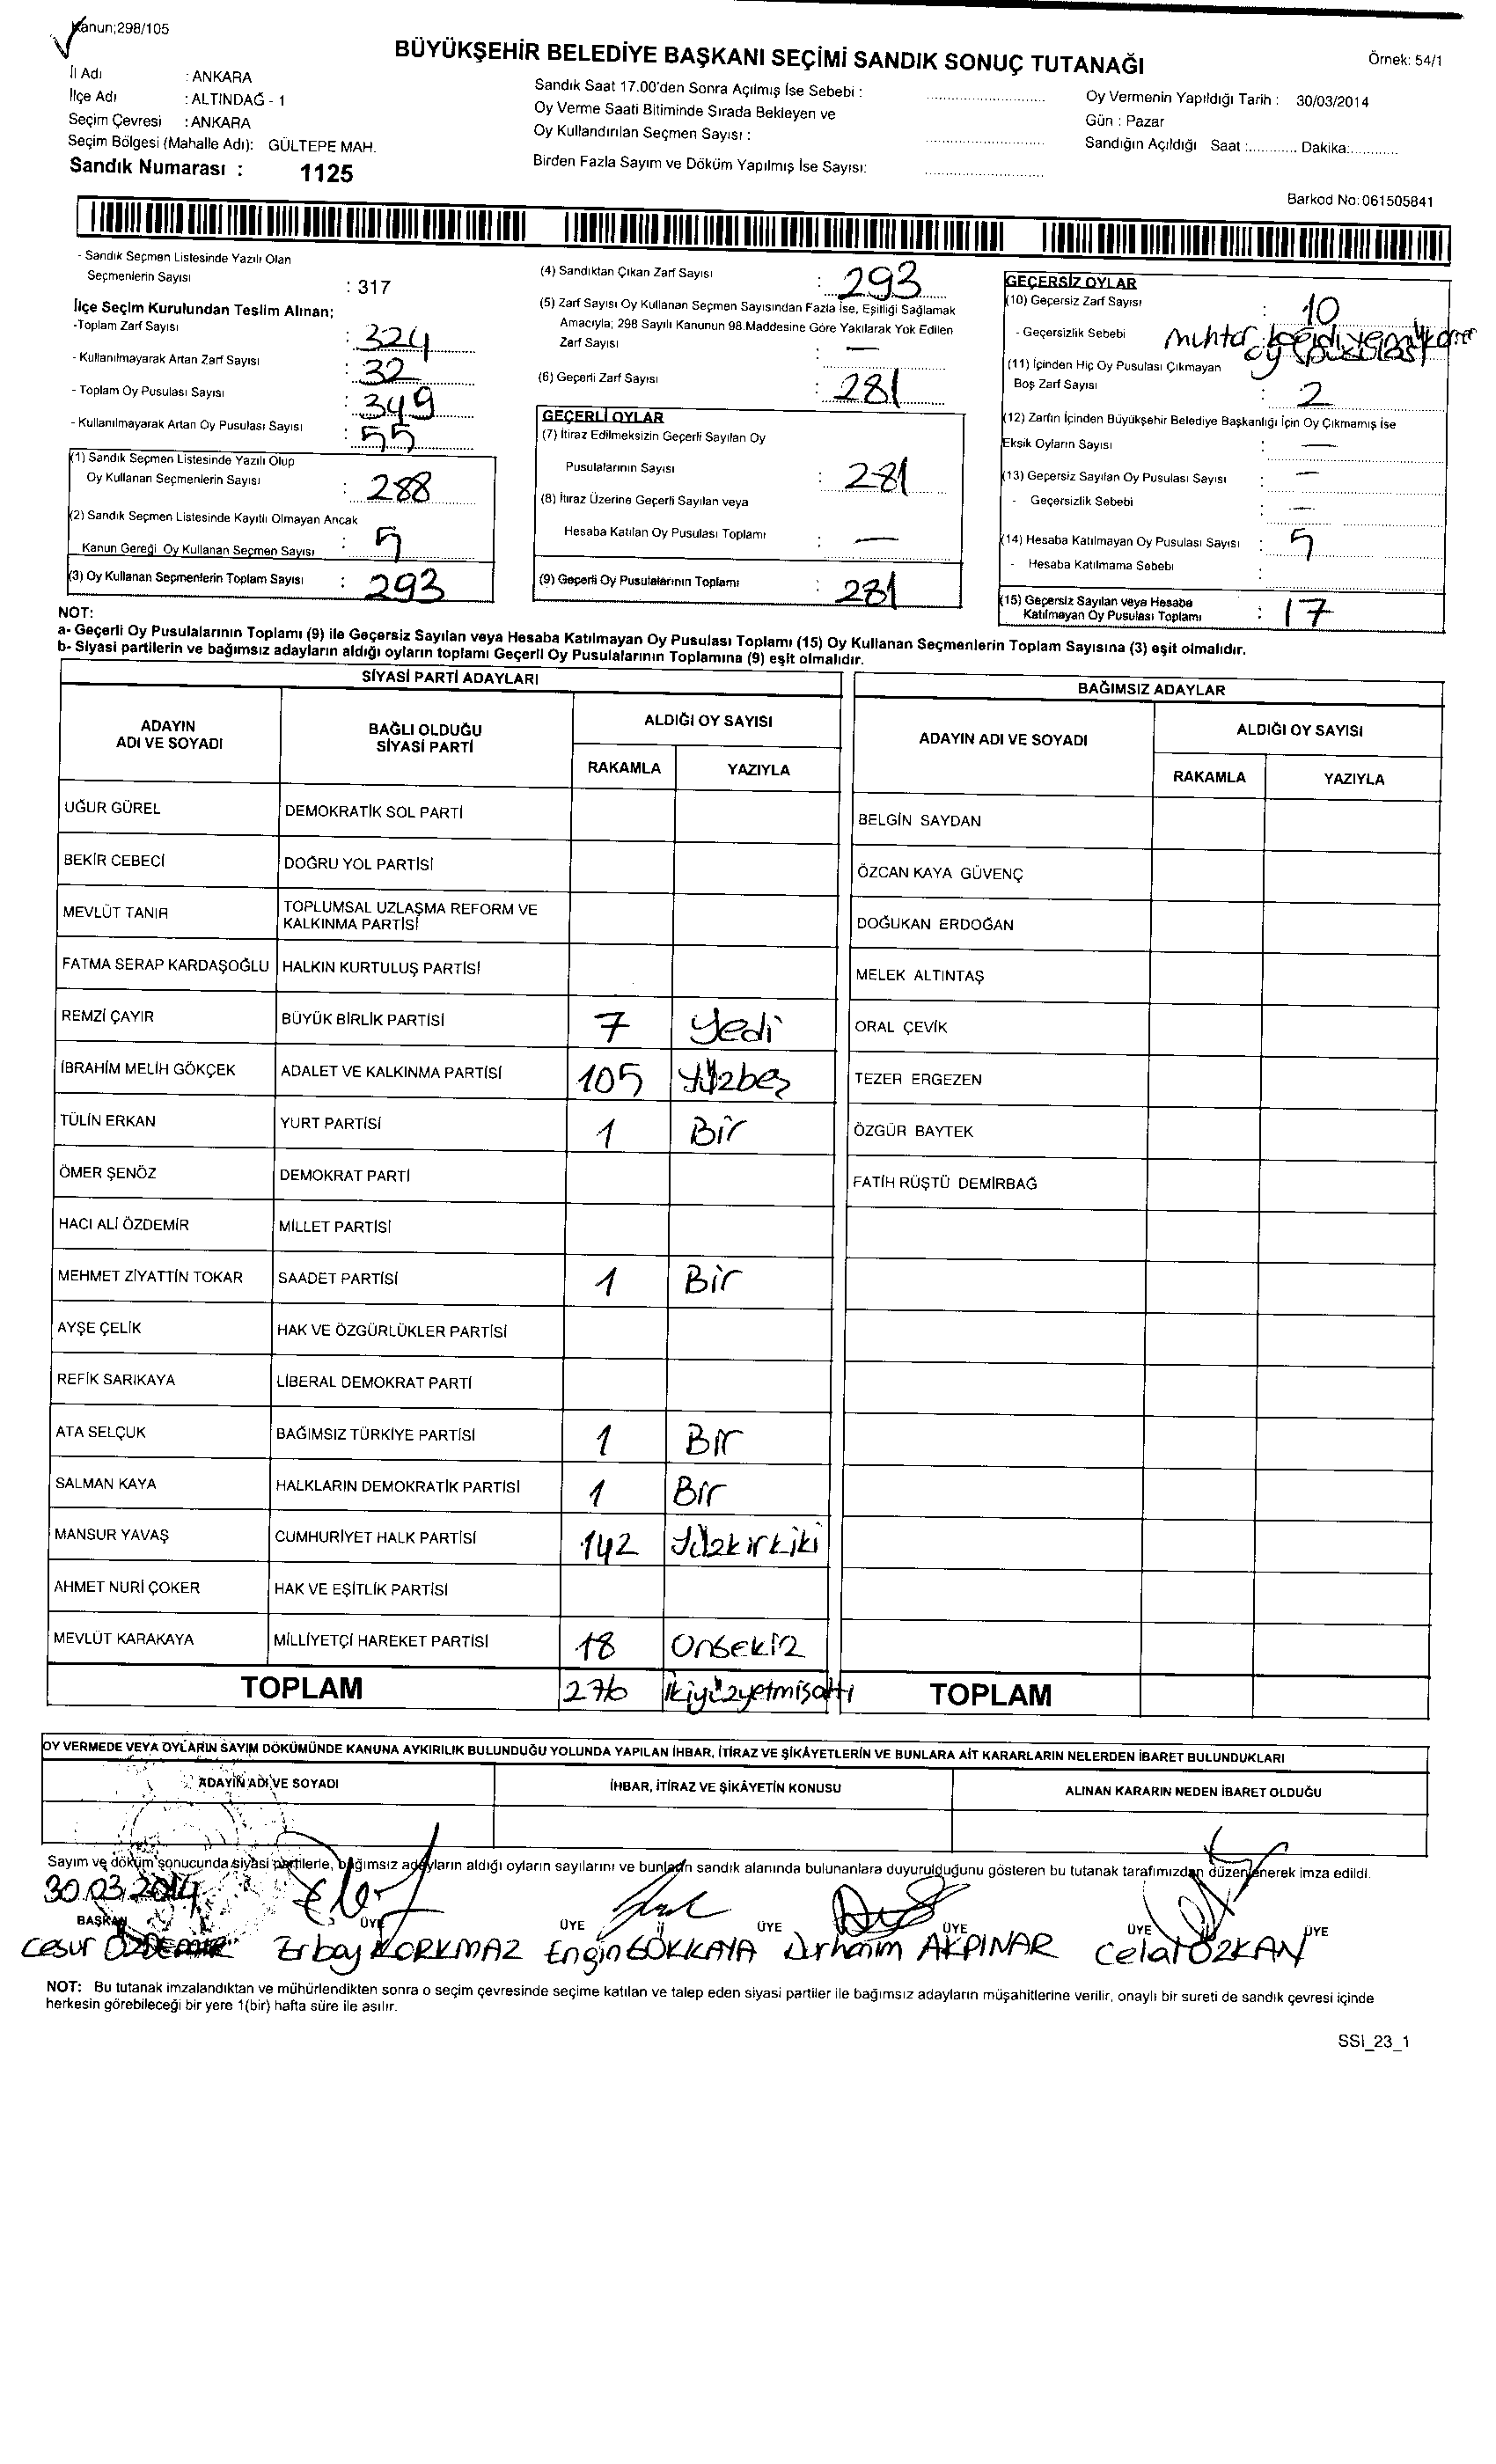 Kanun;298/105
BÜYÜKŞEHİR BELEDİYE BAŞKANI SEÇİMİ SANDIK SONUÇ TUTANAĞI
Örnek: 54/1
İl Adı : ANKARA
İlçe Adı : ALTINDAĞ - 1
Seçim Çevresi : ANKARA
Seçim Bölgesi (Mahalle Adı): GÜLTEPE MAH.
Sandık Numarası : 1125
Sandık Saat 17.00'den Sonra Açılmış İse Sebebi :
Oy Verme Saati Bitiminde Sırada Bekleyen ve
Oy Kullandırılan Seçmen Sayısı :
Birden Fazla Sayım ve Döküm Yapılmış İse Sayısı:
Oy Vermenin Yapıldığı Tarih : 30/03/2014
Gün : Pazar
Sandığın Açıldığı Saat :............ Dakika:............
Barkod No:061505841
- Sandık Seçmen Listesinde Yazılı Olan
Seçmenlerin Sayısı : 317
İlçe Seçim Kurulundan Teslim Alınan;
-Toplam Zarf Sayısı : 324
- Kullanılmayarak Artan Zarf Sayısı : 32
- Toplam Oy Pusulası Sayısı : 349
- Kullanılmayarak Artan Oy Pusulası Sayısı : 55
(1) Sandık Seçmen Listesinde Yazılı Olup
Oy Kullanan Seçmenlerin Sayısı : 288
(2) Sandık Seçmen Listesinde Kayıtlı Olmayan Ancak
Kanun Gereği Oy Kullanan Seçmen Sayısı : 5
(3) Oy Kullanan Seçmenlerin Toplam Sayısı : 293
(4) Sandıktan Çıkan Zarf Sayısı : 293
(5) Zarf Sayısı Oy Kullanan Seçmen Sayısından Fazla İse, Eşitliği Sağlamak
Amacıyla; 298 Sayılı Kanunun 98.Maddesine Göre Yakılarak Yok Edilen
Zarf Sayısı : —
(6) Geçerli Zarf Sayısı : 281
GEÇERLİ OYLAR
(7) İtiraz Edilmeksizin Geçerli Sayılan Oy
Pusulalarının Sayısı : 281
(8) İtiraz Üzerine Geçerli Sayılan veya
Hesaba Katılan Oy Pusulası Toplamı : —
(9) Geçerli Oy Pusulalarının Toplamı : 281
GEÇERSİZ OYLAR
(10) Geçersiz Zarf Sayısı : 10
- Geçersizlik Sebebi : muhtar
oy pusulası
(11) İçinden Hiç Oy Pusulası Çıkmayan
Boş Zarf Sayısı : 2
(12) Zarfın İçinden Büyükşehir Belediye Başkanlığı İçin Oy Çıkmamış ise
Eksik Oyların Sayısı : —
(13) Geçersiz Sayılan Oy Pusulası Sayısı : —
- Geçersizlik Sebebi : —
(14) Hesaba Katılmayan Oy Pusulası Sayısı : 5
- Hesaba Katılmama Sebebi :
(15) Geçersiz Sayılan veya Hesaba
Katılmayan Oy Pusulası Toplamı : 17
NOT:
a- Geçerli Oy Pusulalarının Toplamı (9) ile Geçersiz Sayılan veya Hesaba Katılmayan Oy Pusulası Toplamı (15) Oy Kullanan Seçmenlerin Toplam Sayısına (3) eşit olmalıdır.
b- Siyasi partilerin ve bağımsız adayların aldığı oyların toplamı Geçerli Oy Pusulalarının Toplamına (9) eşit olmalıdır.
SİYASİ PARTİ ADAYLARI
ADAYIN ADI VE SOYADI
BAĞLI OLDUĞU SİYASİ PARTİ
ALDIĞI OY SAYISI
RAKAMLA YAZIYLA
UĞUR GÜREL DEMOKRATİK SOL PARTİ
BEKİR CEBECİ DOĞRU YOL PARTİSİ
MEVLÜT TANIR TOPLUMSAL UZLAŞMA REFORM VE
KALKINMA PARTİSİ
FATMA SERAP KARDAŞOĞLU HALKIN KURTULUŞ PARTİSİ
REMZİ ÇAYIR BÜYÜK BİRLİK PARTİSİ 7 Yedi
İBRAHİM MELİH GÖKÇEK ADALET VE KALKINMA PARTİSİ 105 Yüzbeş
TÜLİN ERKAN YURT PARTİSİ 1 Bir
ÖMER ŞENÖZ DEMOKRAT PARTİ
HACI ALİ ÖZDEMİR MİLLET PARTİSİ
MEHMET ZİYATTİN TOKAR SAADET PARTİSİ 1 Bir
AYŞE ÇELİK HAK VE ÖZGÜRLÜKLER PARTİSİ
REFİK SARIKAYA LİBERAL DEMOKRAT PARTİ
ATA SELÇUK BAĞIMSIZ TÜRKİYE PARTİSİ 1 Bir
SALMAN KAYA HALKLARIN DEMOKRATİK PARTİSİ 1 Bir
MANSUR YAVAŞ CUMHURİYET HALK PARTİSİ 142 Yüzkırkiki
AHMET NURİ ÇOKER HAK VE EŞİTLİK PARTİSİ
MEVLÜT KARAKAYA MİLLİYETÇİ HAREKET PARTİSİ 18 Onsekiz
TOPLAM 276 ikiyüzyetmişaltı
BAĞIMSIZ ADAYLAR
ADAYIN ADI VE SOYADI
ALDIĞI OY SAYISI
RAKAMLA YAZIYLA
BELGİN SAYDAN
ÖZCAN KAYA GÜVENÇ
DOĞUKAN ERDOĞAN
MELEK ALTINTAŞ
ORAL ÇEVİK
TEZER ERGEZEN
ÖZGÜR BAYTEK
FATİH RÜŞTÜ DEMİRBAĞ
TOPLAM
OY VERMEDE VEYA OYLARIN SAYIM DÖKÜMÜNDE KANUNA AYKIRILIK BULUNDUĞU YOLUNDA YAPILAN İHBAR, İTİRAZ VE ŞİKÂYETLERİN VE BUNLARA AİT KARARLARIN NELERDEN İBARET BULUNDUKLARI
ADAYIN ADI VE SOYADI İHBAR, İTİRAZ VE ŞİKÂYETİN KONUSU ALINAN KARARIN NEDEN İBARET OLDUĞU
Sayım ve döküm sonucunda siyasi partilerle, bağımsız adayların aldığı oyların sayılarını ve bunların sandık alanında bulunanlara duyurulduğunu gösteren bu tutanak tarafımızdan düzenlenerek imza edildi.
30.03.2014
BAŞKAN ÜYE ÜYE ÜYE ÜYE ÜYE ÜYE
Cesur ÖZDEMİR Erbay KORKMAZ Engin GÖKKAYA AKPINAR Celal ÖZKAN
NOT: Bu tutanak imzalandıktan ve mühürlendikten sonra o seçim çevresinde seçime katılan ve talep eden siyasi partiler ile bağımsız adayların müşahitlerine verilir, onaylı bir sureti de sandık çevresi içinde
herkesin görebileceği bir yere 1(bir) hafta süre ile asılır.
SSİ_23_1